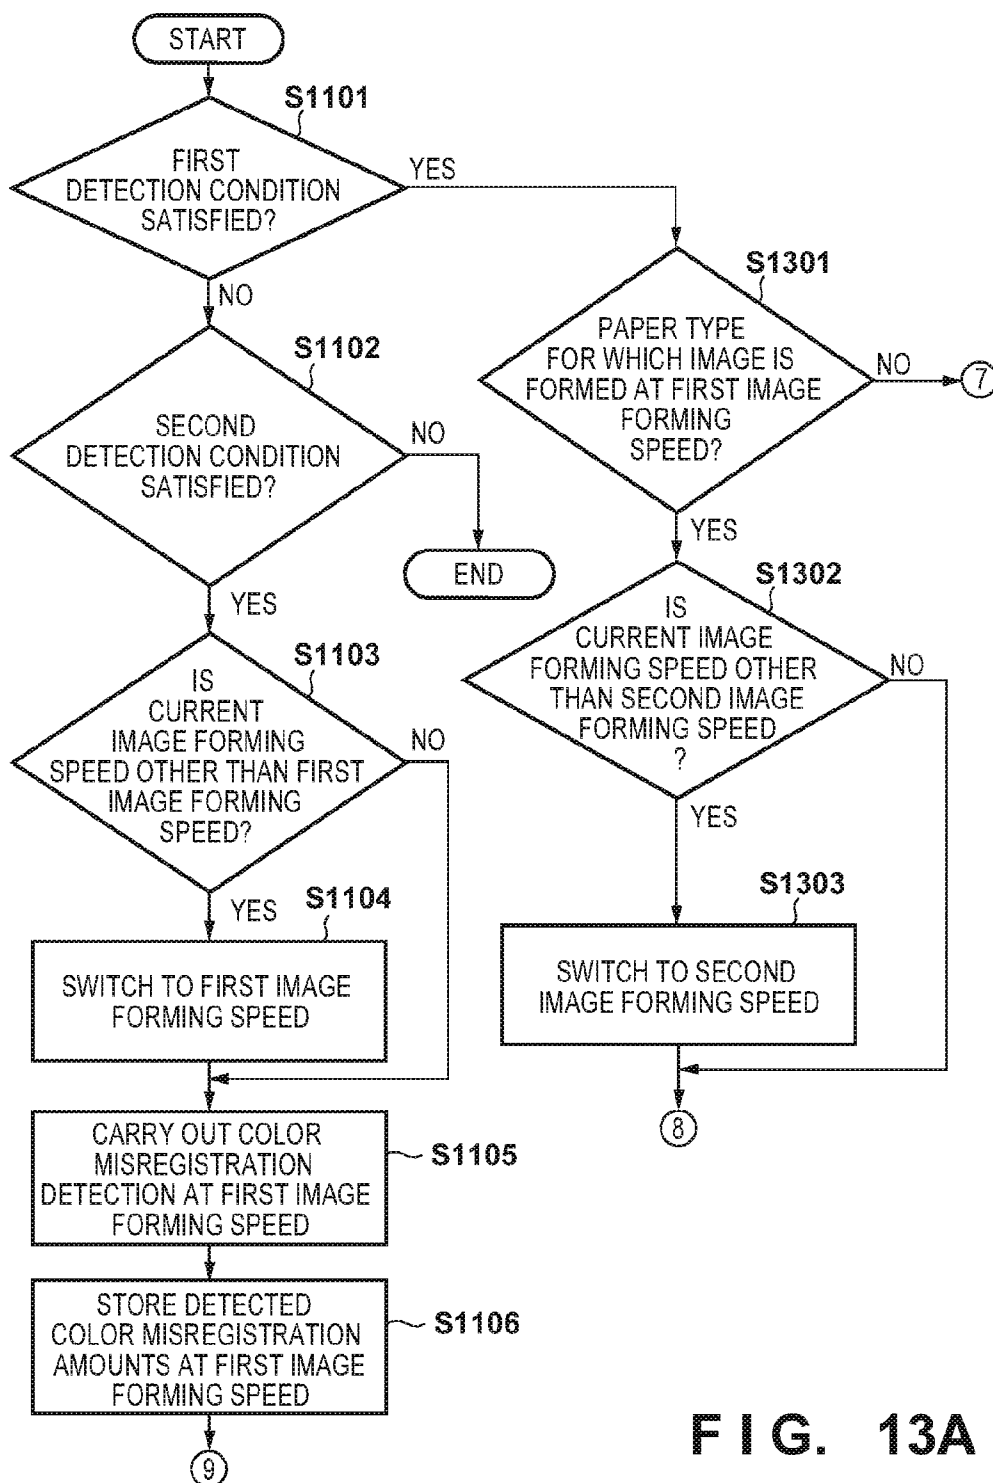 START
S1101
FIRST
DETECTION CONDITION
SATISFIED?
YES
NO
S1102
SECOND
DETECTION CONDITION
SATISFIED?
NO
END
YES
S1103
IS
CURRENT
IMAGE FORMING
SPEED OTHER THAN FIRST
IMAGE FORMING
SPEED?
NO
YES
S1104
SWITCH TO FIRST IMAGE
FORMING SPEED
CARRY OUT COLOR
MISREGISTRATION
DETECTION AT FIRST IMAGE
FORMING SPEED
S1105
STORE DETECTED
COLOR MISREGISTRATION
AMOUNTS AT FIRST IMAGE
FORMING SPEED
S1106
9
S1301
PAPER TYPE
FOR WHICH IMAGE IS
FORMED AT FIRST IMAGE
FORMING
SPEED?
NO
7
YES
S1302
IS
CURRENT IMAGE
FORMING SPEED OTHER
THAN SECOND IMAGE
FORMING SPEED
?
NO
YES
S1303
SWITCH TO SECOND
IMAGE FORMING SPEED
8
FIG. 13A